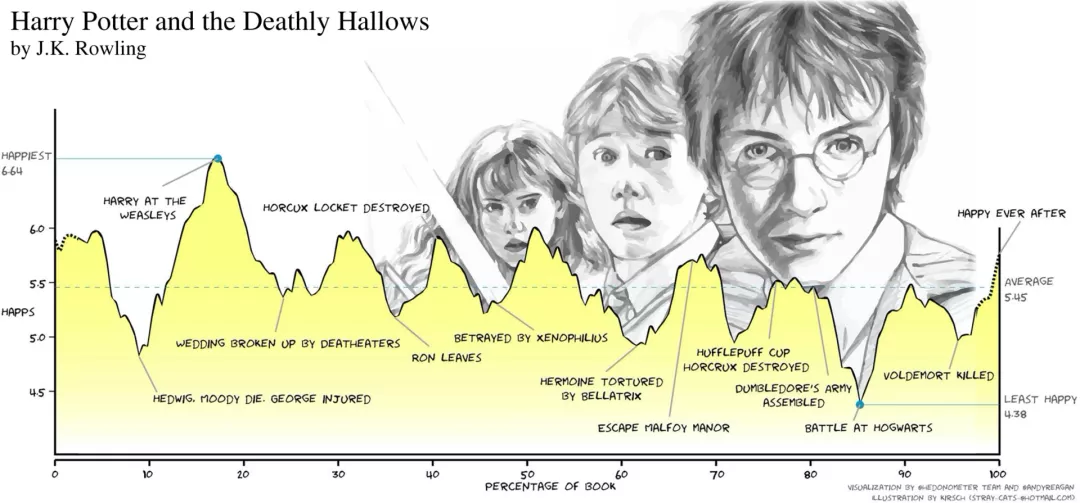 Harry Potter and the Deathly Hallows
by J.K. Rowling
HAPPIEST
6.64
HARRY AT THE
WEASLEYS
HORCUX LOCKET DESTROYED
HAPPY EVER AFTER
6.0
5.5
AVERAGE
5.45
HAPPS
5.0
WEDDING BROKEN UP BY DEATHEATERS
RON LEAVES
BETRAYED BY XENOPHILIUS
HUFFLEPUFF CUP
HORCRUX DESTROYED
HERMOINE TORTURED
BY BELLATRIX
DUMBLEDORE'S ARMY
ASSEMBLED
VOLDEMORT KILLED
4.5
HEDWIG, MOODY DIE. GEORGE INJURED
LEAST HAPPY
4.38
ESCAPE MALFOY MANOR
BATTLE AT HOGWARTS
0 10 20 30 40 50 60 70 80 90 100
PERCENTAGE OF BOOK
VISUALIZATION BY @HEDONOMETER TEAM AND @ANDYREAGAN
ILLUSTRATION BY KIRSCH (STRAY-CATS-@HOTMAIL.COM)